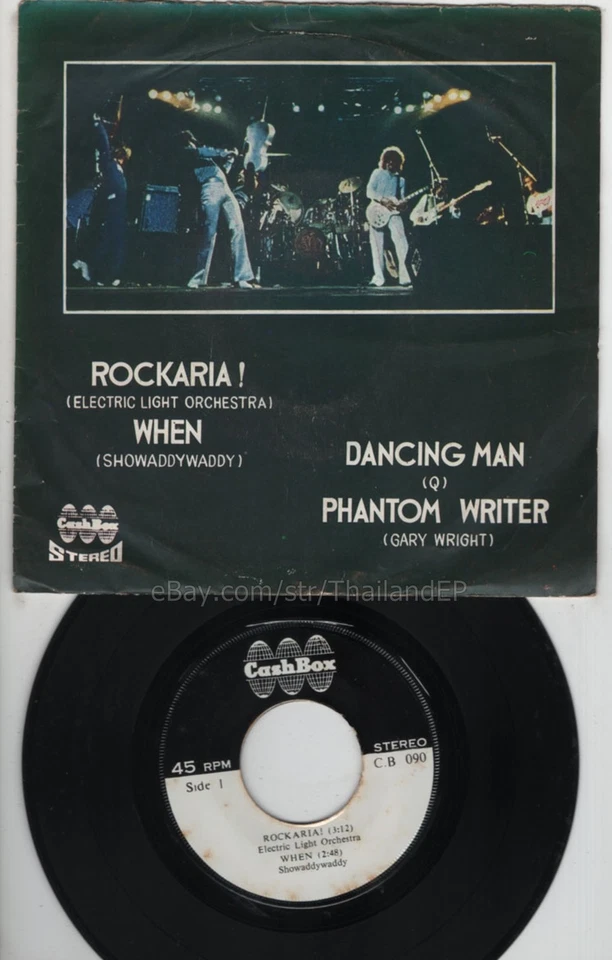 ROCKARIA!
(ELECTRIC LIGHT ORCHESTRA)
WHEN
(SHOWADDYWADDY)
DANCING MAN
(Q)
PHANTOM WRITER
(GARY WRIGHT)
CashBox
STEREO
eBay.com/str/ThailandEP
CashBox
45 RPM
STEREO
Side 1
C.B 090
ROCKARIA! (3:12)
Electric Light Orchestra
WHEN (2:48)
Showaddywaddy